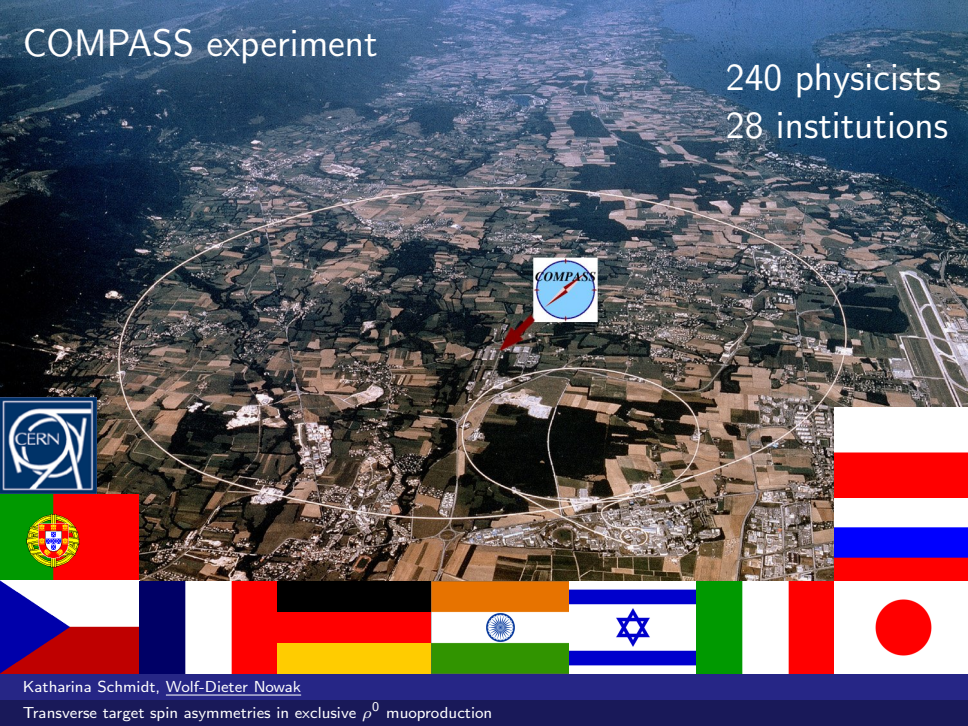 COMPASS experiment
240 physicists
28 institutions
COMPASS
CERN
Katharina Schmidt, Wolf-Dieter Nowak
Transverse target spin asymmetries in exclusive ρ⁰ muoproduction